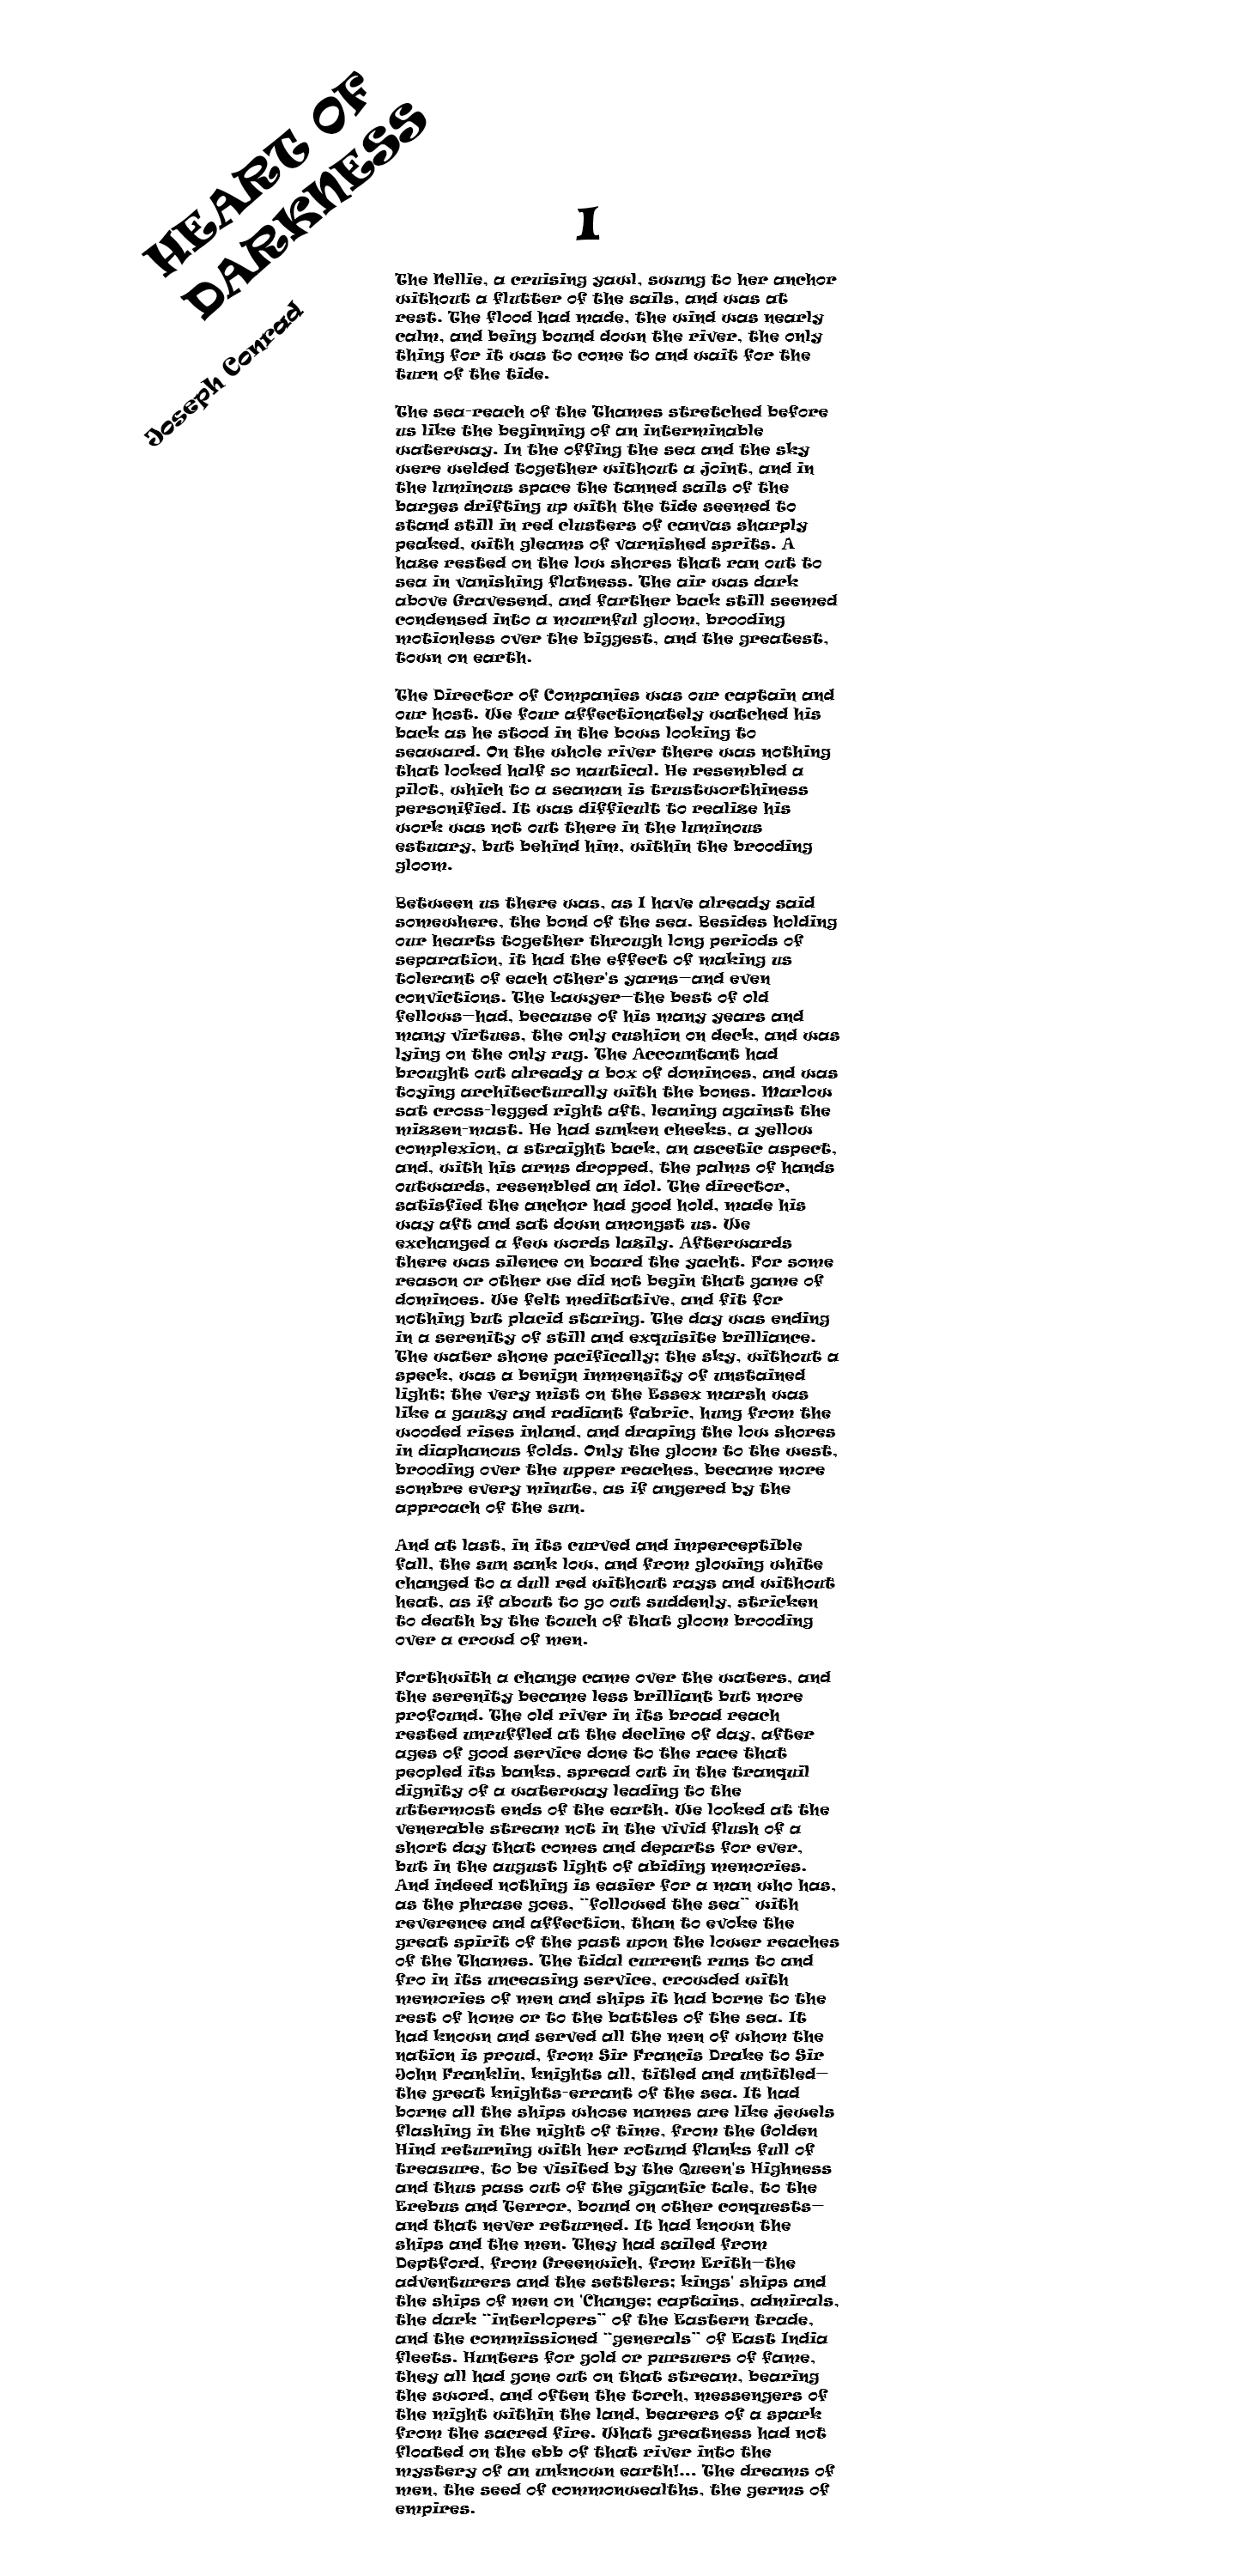 HEART OF
DARKNESS
Joseph Conrad
I
The Nellie, a cruising yawl, swung to her anchor
without a flutter of the sails, and was at
rest. The flood had made, the wind was nearly
calm, and being bound down the river, the only
thing for it was to come to and wait for the
turn of the tide.
The sea-reach of the Thames stretched before
us like the beginning of an interminable
waterway. In the offing the sea and the sky
were welded together without a joint, and in
the luminous space the tanned sails of the
barges drifting up with the tide seemed to
stand still in red clusters of canvas sharply
peaked, with gleams of varnished sprits. A
haze rested on the low shores that ran out to
sea in vanishing flatness. The air was dark
above Gravesend, and farther back still seemed
condensed into a mournful gloom, brooding
motionless over the biggest, and the greatest,
town on earth.
The Director of Companies was our captain and
our host. We four affectionately watched his
back as he stood in the bows looking to
seaward. On the whole river there was nothing
that looked half so nautical. He resembled a
pilot, which to a seaman is trustworthiness
personified. It was difficult to realize his
work was not out there in the luminous
estuary, but behind him, within the brooding
gloom.
Between us there was, as I have already said
somewhere, the bond of the sea. Besides holding
our hearts together through long periods of
separation, it had the effect of making us
tolerant of each other's yarns—and even
convictions. The Lawyer—the best of old
fellows—had, because of his many years and
many virtues, the only cushion on deck, and was
lying on the only rug. The Accountant had
brought out already a box of dominoes, and was
toying architecturally with the bones. Marlow
sat cross-legged right aft, leaning against the
mizzen-mast. He had sunken cheeks, a yellow
complexion, a straight back, an ascetic aspect,
and, with his arms dropped, the palms of hands
outwards, resembled an idol. The director,
satisfied the anchor had good hold, made his
way aft and sat down amongst us. We
exchanged a few words lazily. Afterwards
there was silence on board the yacht. For some
reason or other we did not begin that game of
dominoes. We felt meditative, and fit for
nothing but placid staring. The day was ending
in a serenity of still and exquisite brilliance.
The water shone pacifically; the sky, without a
speck, was a benign immensity of unstained
light; the very mist on the Essex marsh was
like a gauzy and radiant fabric, hung from the
wooded rises inland, and draping the low shores
in diaphanous folds. Only the gloom to the west,
brooding over the upper reaches, became more
sombre every minute, as if angered by the
approach of the sun.
And at last, in its curved and imperceptible
fall, the sun sank low, and from glowing white
changed to a dull red without rays and without
heat, as if about to go out suddenly, stricken
to death by the touch of that gloom brooding
over a crowd of men.
Forthwith a change came over the waters, and
the serenity became less brilliant but more
profound. The old river in its broad reach
rested unruffled at the decline of day, after
ages of good service done to the race that
peopled its banks, spread out in the tranquil
dignity of a waterway leading to the
uttermost ends of the earth. We looked at the
venerable stream not in the vivid flush of a
short day that comes and departs for ever,
but in the august light of abiding memories.
And indeed nothing is easier for a man who has,
as the phrase goes, "followed the sea" with
reverence and affection, than to evoke the
great spirit of the past upon the lower reaches
of the Thames. The tidal current runs to and
fro in its unceasing service, crowded with
memories of men and ships it had borne to the
rest of home or to the battles of the sea. It
had known and served all the men of whom the
nation is proud, from Sir Francis Drake to Sir
John Franklin, knights all, titled and untitled—
the great knights-errant of the sea. It had
borne all the ships whose names are like jewels
flashing in the night of time, from the Golden
Hind returning with her rotund flanks full of
treasure, to be visited by the Queen's Highness
and thus pass out of the gigantic tale, to the
Erebus and Terror, bound on other conquests—
and that never returned. It had known the
ships and the men. They had sailed from
Deptford, from Greenwich, from Erith—the
adventurers and the settlers; kings' ships and
the ships of men on 'Change; captains, admirals,
the dark "interlopers" of the Eastern trade,
and the commissioned "generals" of East India
fleets. Hunters for gold or pursuers of fame,
they all had gone out on that stream, bearing
the sword, and often the torch, messengers of
the might within the land, bearers of a spark
from the sacred fire. What greatness had not
floated on the ebb of that river into the
mystery of an unknown earth!... The dreams of
men, the seed of commonwealths, the germs of
empires.